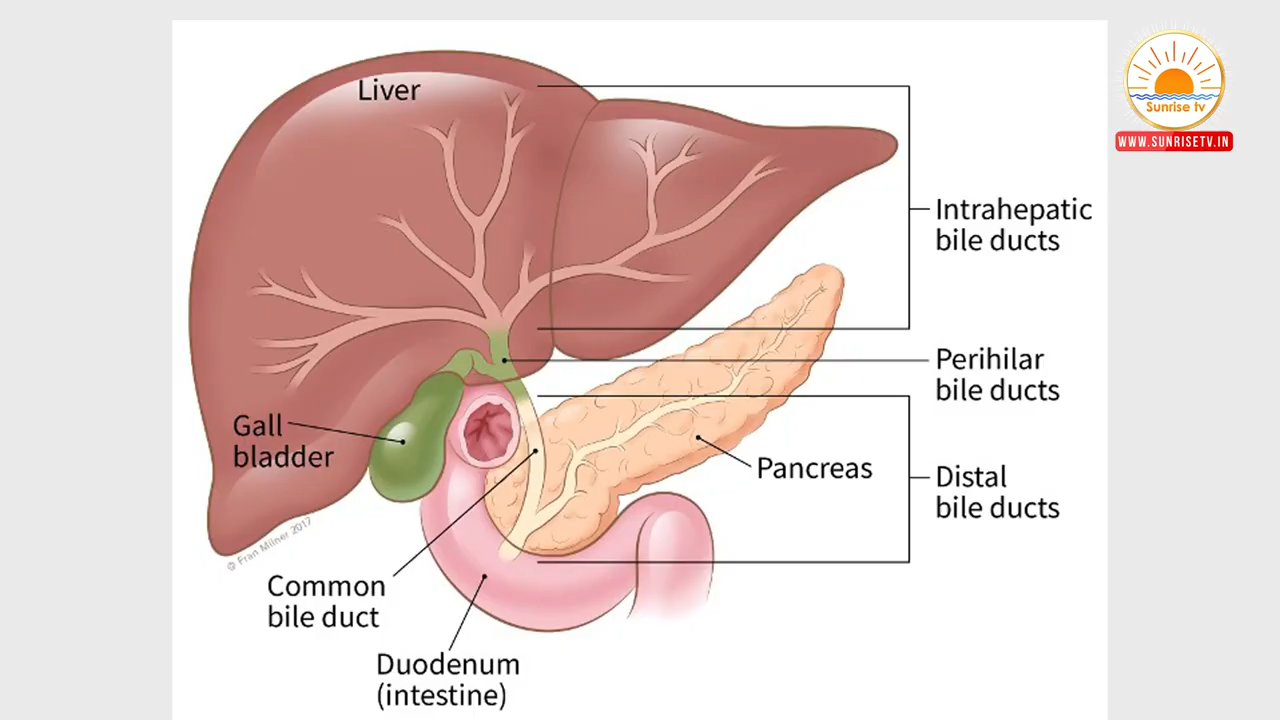 Liver
Sunrise tv
WWW.SUNRISETV.IN
Intrahepatic
bile ducts
Perihilar
bile ducts
Gall
bladder
Pancreas
Distal
bile ducts
© Fran Milner 2017
Common
bile duct
Duodenum
(intestine)